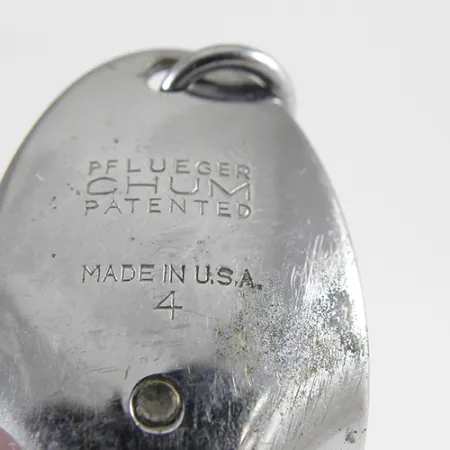 PFLUEGER
CHUM
PATENTED
MADE IN U.S.A.
4